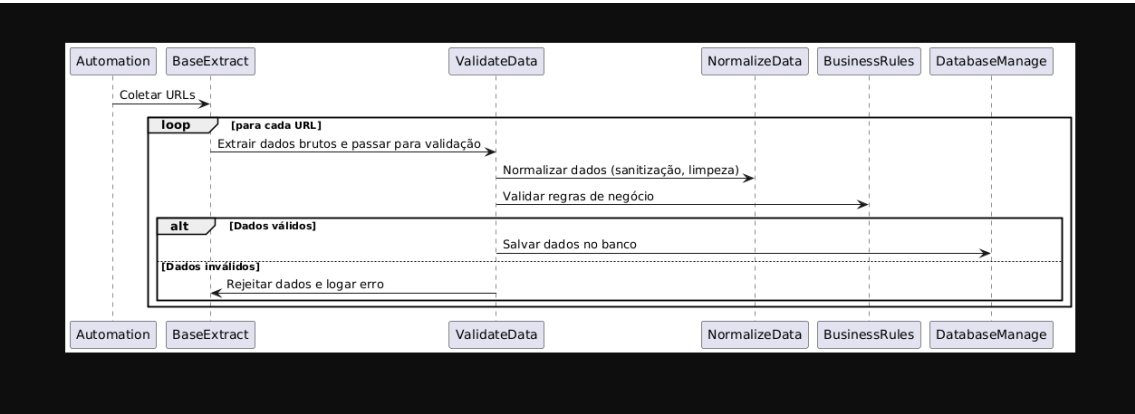 Automation BaseExtract ValidateData NormalizeData BusinessRules DatabaseManage
Coletar URLs
loop [para cada URL]
Extrair dados brutos e passar para validação
Normalizar dados (sanitização, limpeza)
Validar regras de negócio
alt [Dados válidos]
Salvar dados no banco
[Dados inválidos]
Rejeitar dados e logar erro
Automation BaseExtract ValidateData NormalizeData BusinessRules DatabaseManage